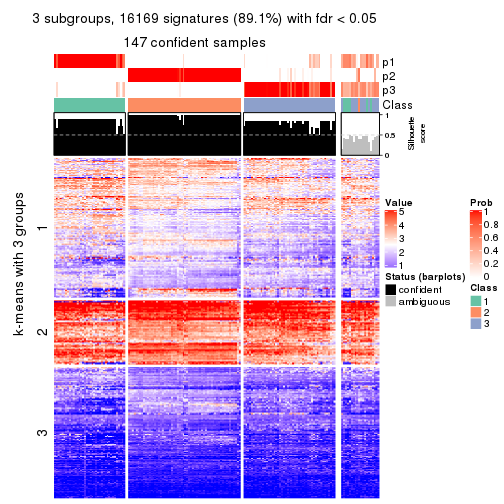 3 subgroups, 16169 signatures (89.1%) with fdr < 0.05
147 confident samples
p1
p2
p3
Class
1
0.5
0
Silhouette
score
k-means with 3 groups
1
2
3
Value
5
4
3
2
1
Status (barplots)
confident
ambiguous
Prob
1
0.8
0.6
0.4
0.2
0
Class
1
2
3